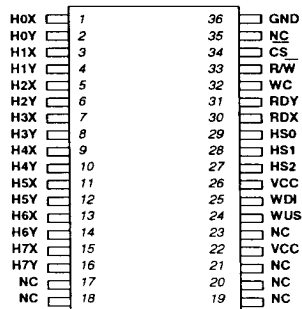 H0X 1 36 GND
H0Y 2 35 NC
H1X 3 34 C̅S̅
H1Y 4 33 R/W̅
H2X 5 32 WC
H2Y 6 31 RDY
H3X 7 30 RDX
H3Y 8 29 HS0
H4X 9 28 HS1
H4Y 10 27 HS2
H5X 11 26 VCC
H5Y 12 25 WDI
H6X 13 24 WUS
H6Y 14 23 NC
H7X 15 22 VCC
H7Y 16 21 NC
NC 17 20 NC
NC 18 19 NC